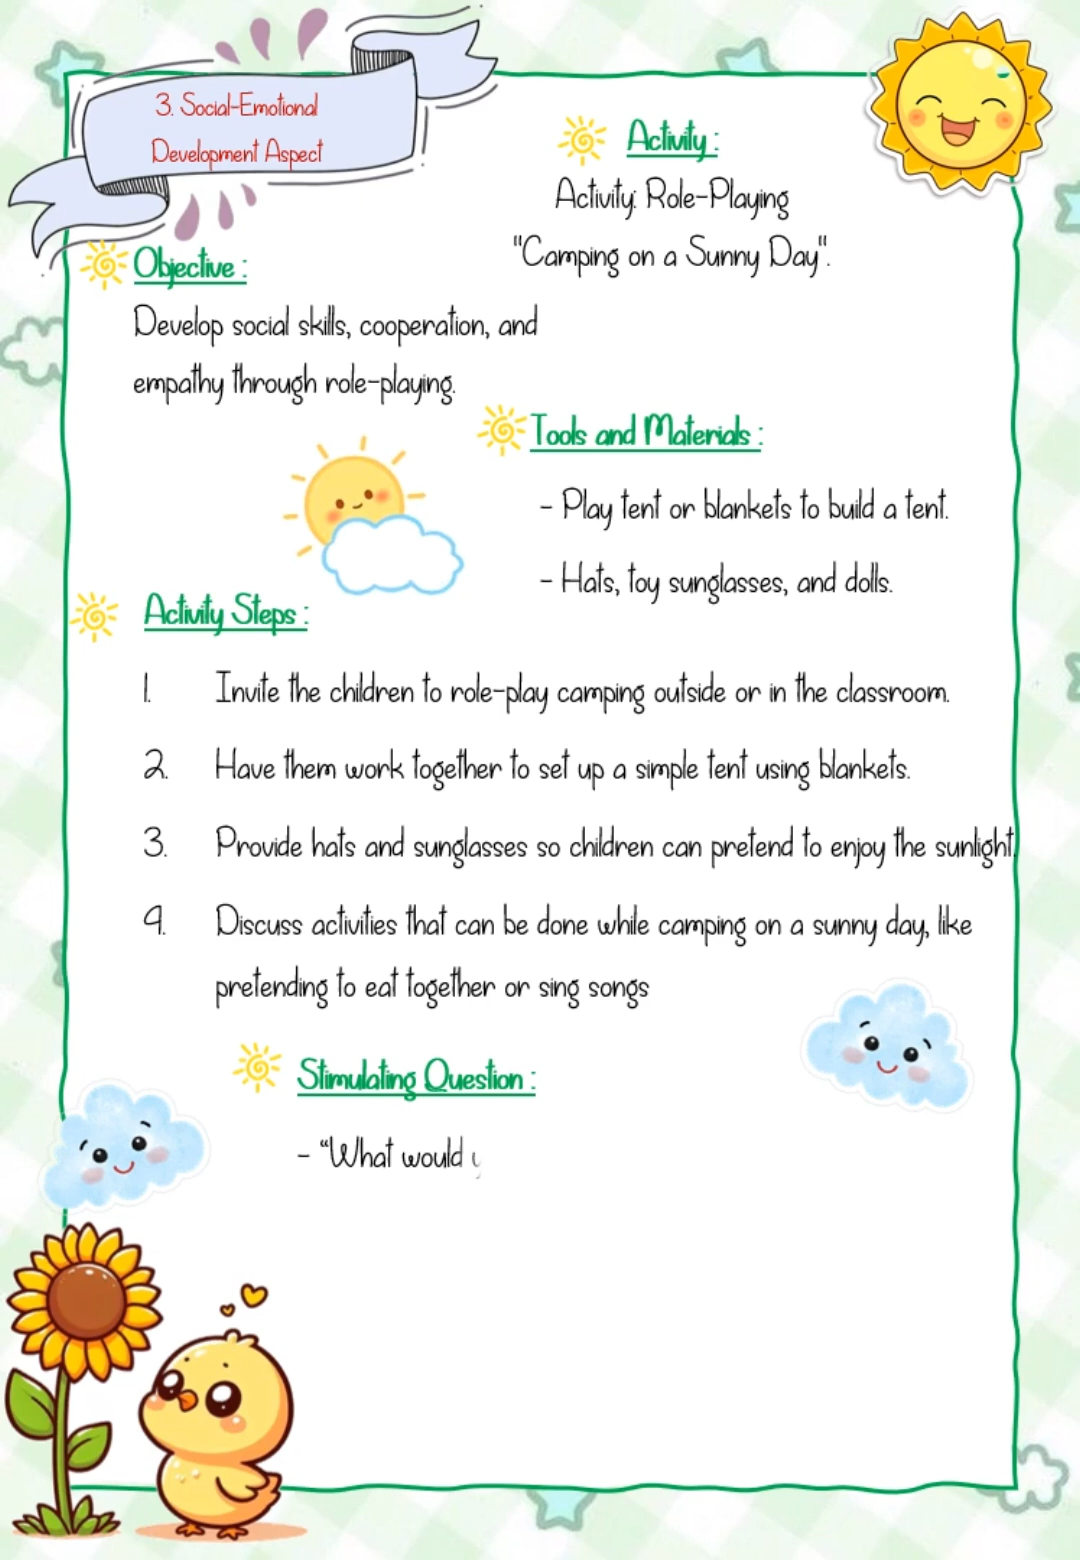 3. Social-Emotional
Development Aspect
Activity :
Activity: Role-Playing
"Camping on a Sunny Day".
Objective :
Develop social skills, cooperation, and
empathy through role-playing.
Tools and Materials :
- Play tent or blankets to build a tent.
- Hats, toy sunglasses, and dolls.
Activity Steps :
1. Invite the children to role-play camping outside or in the classroom.
2. Have them work together to set up a simple tent using blankets.
3. Provide hats and sunglasses so children can pretend to enjoy the sunlight.
4. Discuss activities that can be done while camping on a sunny day, like
pretending to eat together or sing songs
Stimulating Question :
- “What would